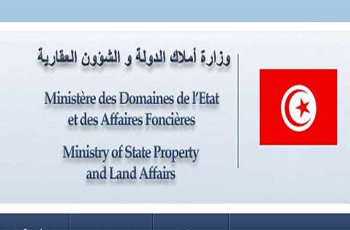 وزارة أملاك الدولة و الشؤون العقارية
Ministère des Domaines de l'Etat
et des Affaires Foncières
Ministry of State Property
and Land Affairs